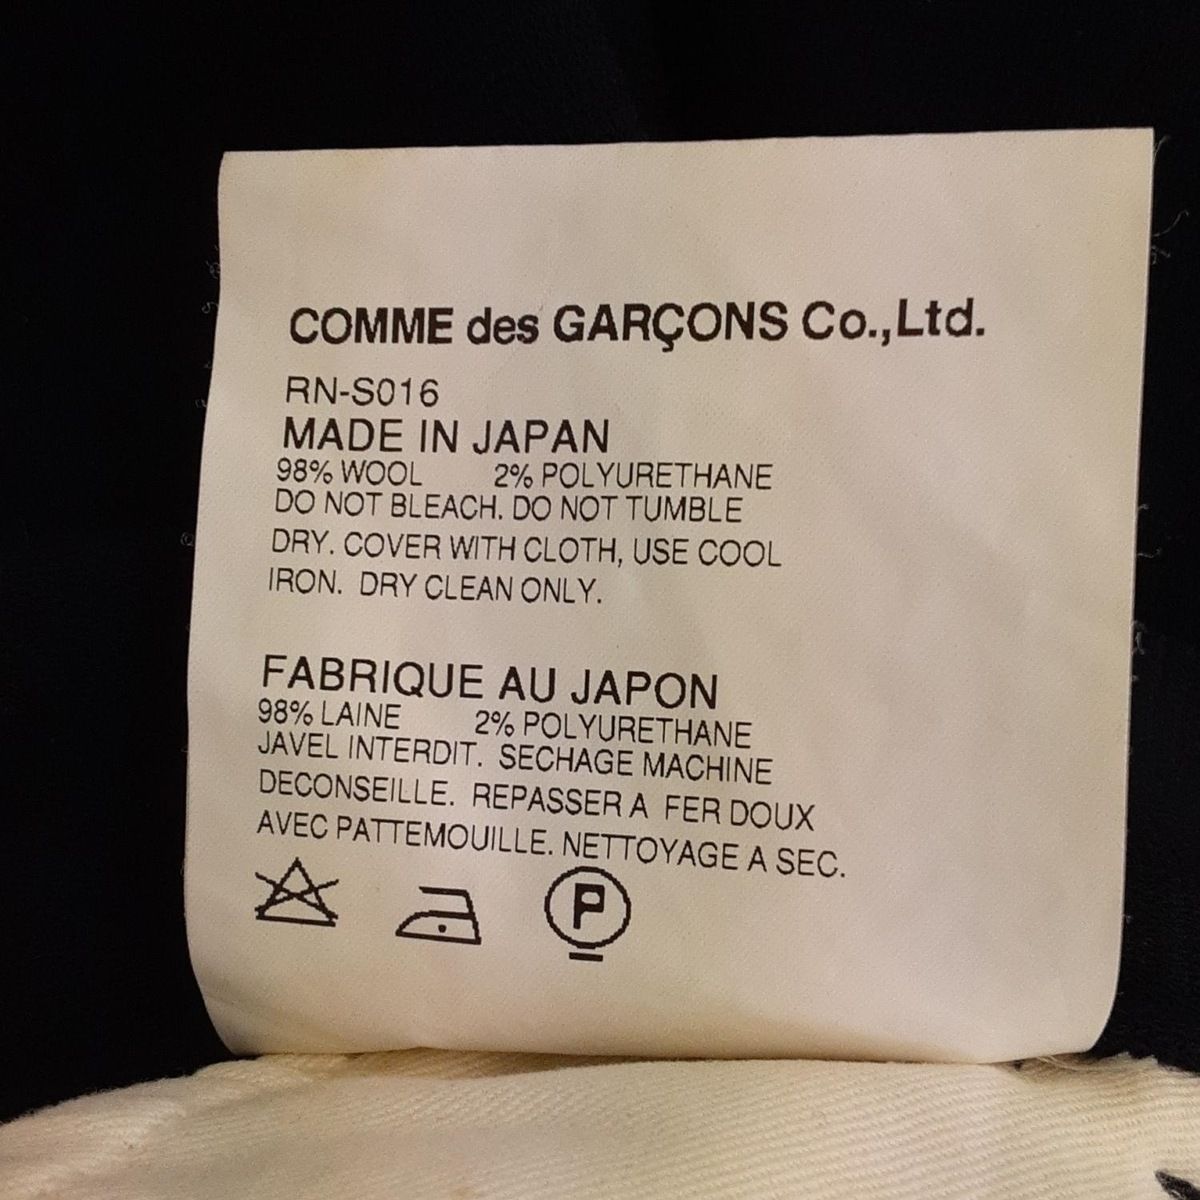 COMME des GARÇONS Co.,Ltd.
RN-S016
MADE IN JAPAN
98% WOOL 2% POLYURETHANE
DO NOT BLEACH. DO NOT TUMBLE
DRY. COVER WITH CLOTH, USE COOL
IRON. DRY CLEAN ONLY.
FABRIQUE AU JAPON
98% LAINE 2% POLYURETHANE
JAVEL INTERDIT. SECHAGE MACHINE
DECONSEILLE. REPASSER A FER DOUX
AVEC PATTEMOUILLE. NETTOYAGE A SEC.
P